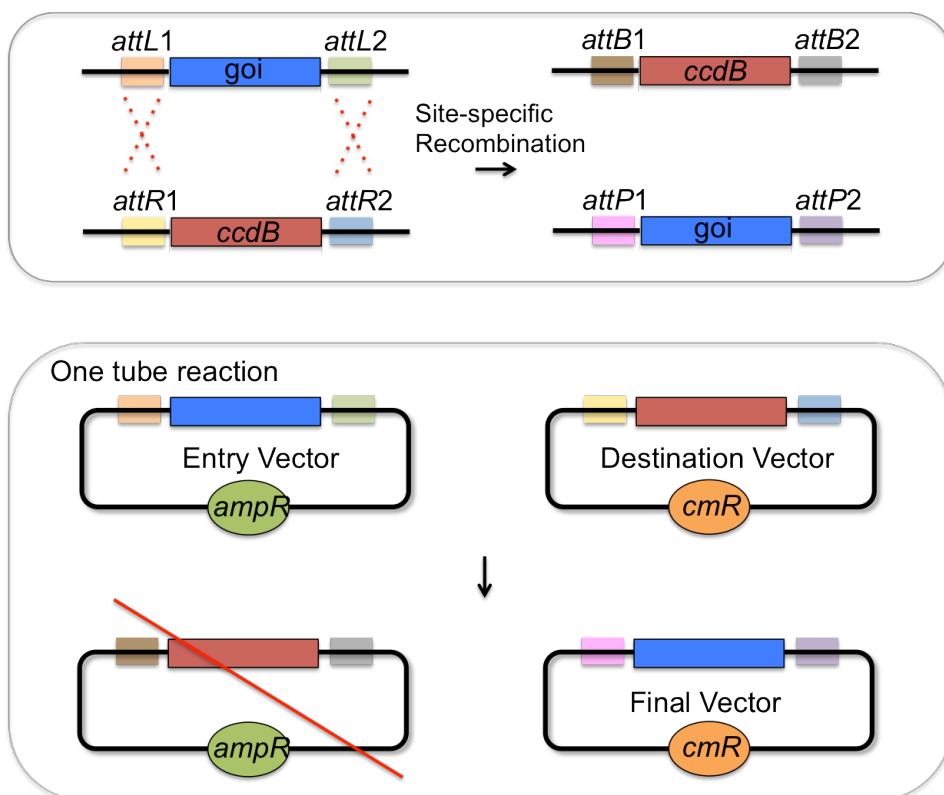 attL1 attL2 attB1 attB2
goi ccdB
Site-specific
Recombination
attR1 attR2 attP1 attP2
ccdB goi
One tube reaction
Entry Vector Destination Vector
ampR cmR
Final Vector
ampR cmR